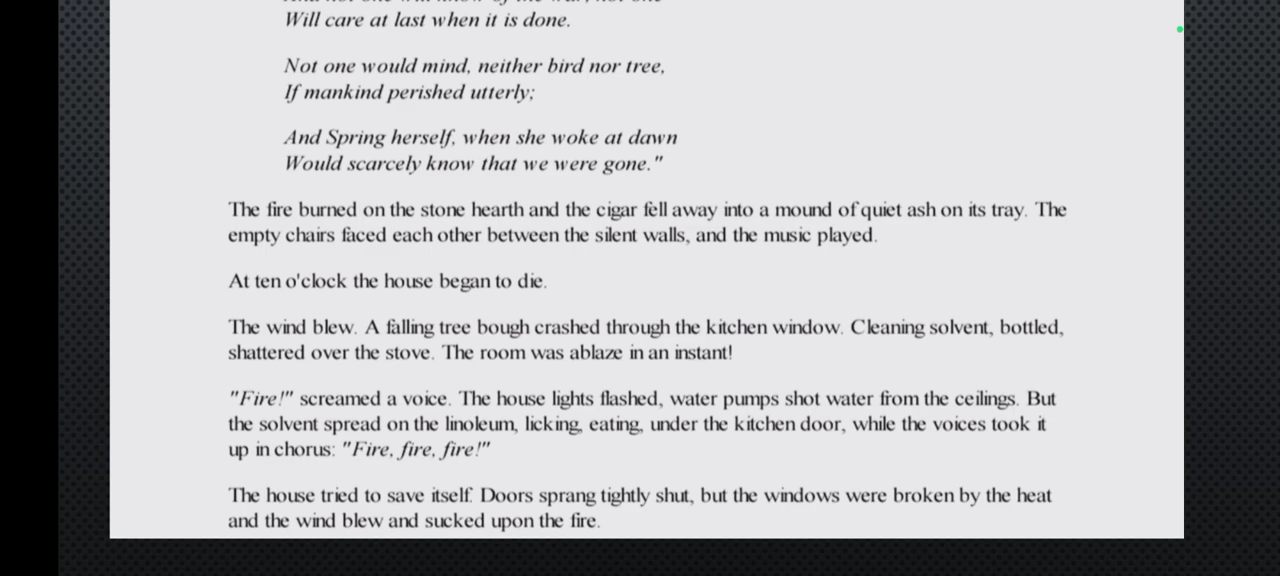 Will care at last when it is done.
Not one would mind, neither bird nor tree,
If mankind perished utterly;
And Spring herself, when she woke at dawn
Would scarcely know that we were gone."
The fire burned on the stone hearth and the cigar fell away into a mound of quiet ash on its tray. The
empty chairs faced each other between the silent walls, and the music played.
At ten o'clock the house began to die.
The wind blew. A falling tree bough crashed through the kitchen window. Cleaning solvent, bottled,
shattered over the stove. The room was ablaze in an instant!
"Fire!" screamed a voice. The house lights flashed, water pumps shot water from the ceilings. But
the solvent spread on the linoleum, licking, eating, under the kitchen door, while the voices took it
up in chorus: "Fire, fire, fire!"
The house tried to save itself. Doors sprang tightly shut, but the windows were broken by the heat
and the wind blew and sucked upon the fire.